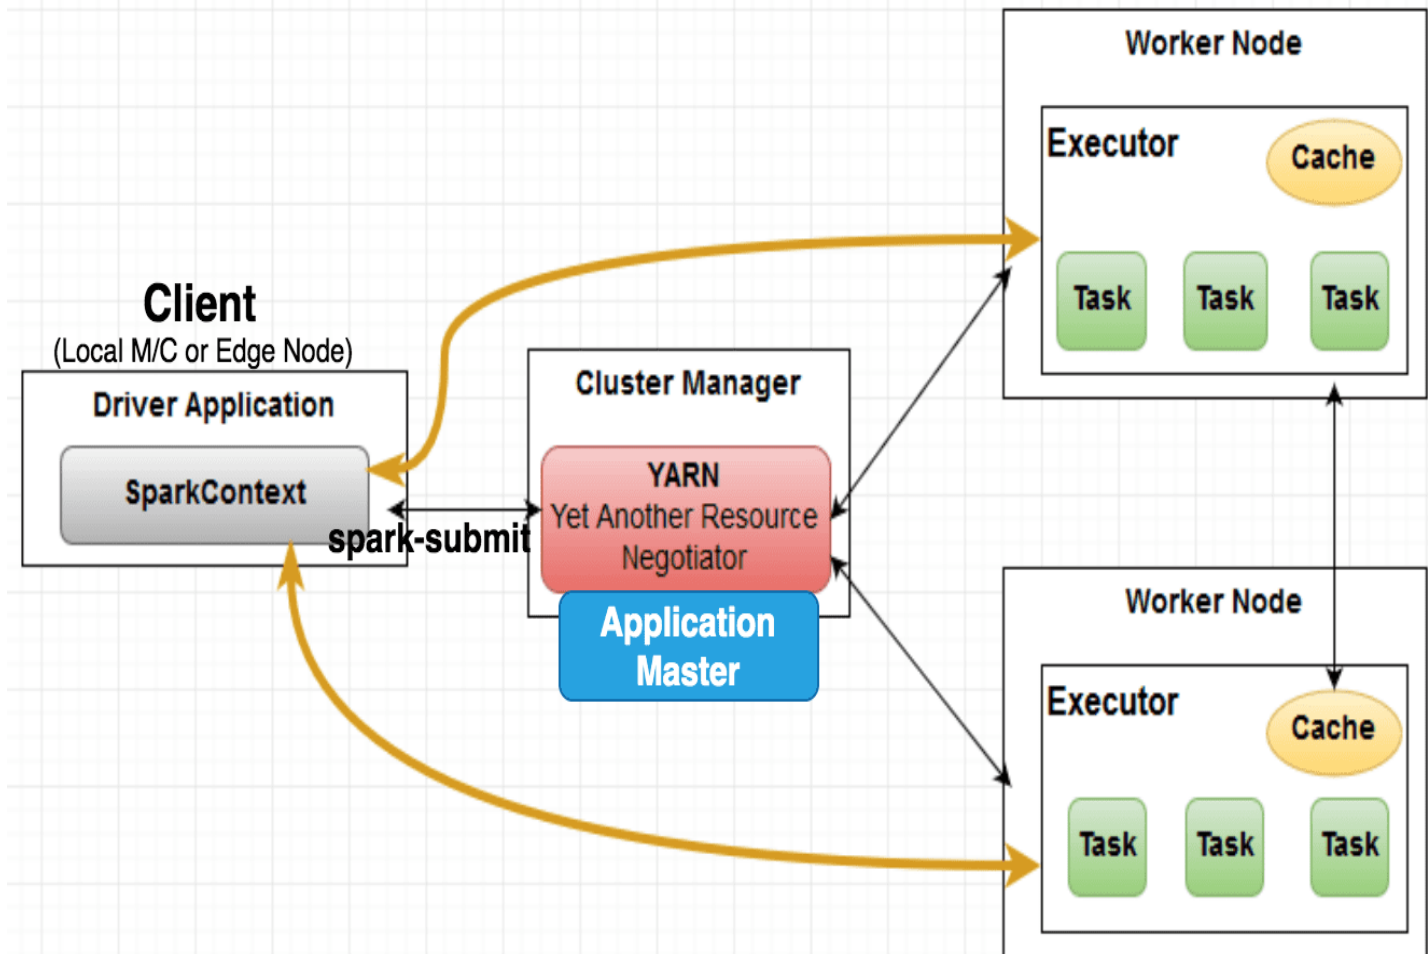 Client
(Local M/C or Edge Node)
Driver Application
SparkContext
spark-submit
Cluster Manager
YARN
Yet Another Resource
Negotiator
Application
Master
Worker Node
Executor
Cache
Task
Task
Task
Worker Node
Executor
Cache
Task
Task
Task